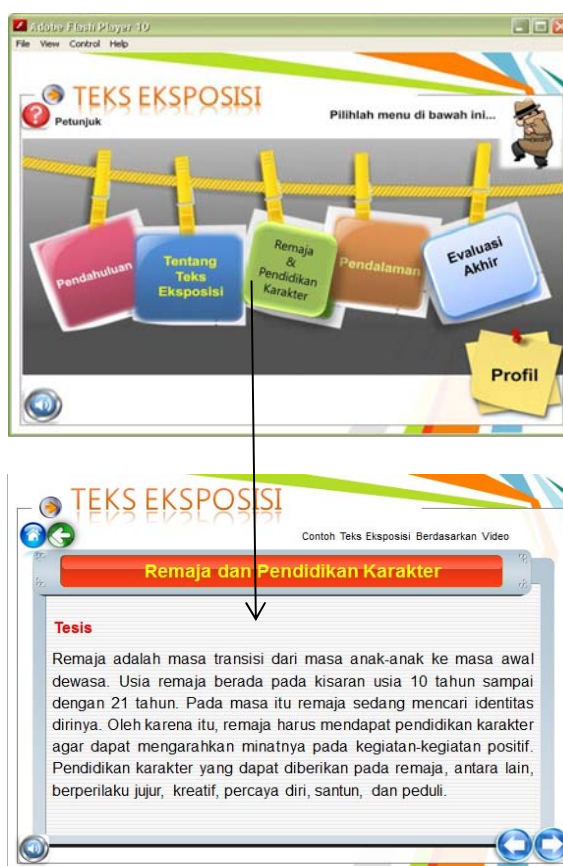 Adobe Flash Player 10
File View Control Help
TEKS EKSPOSISI
Petunjuk
Pilihlah menu di bawah ini...
Pendahuluan
Tentang
Teks
Eksposisi
Remaja
&
Pendidikan
Karakter
Pendalaman
Evaluasi
Akhir
Profil
TEKS EKSPOSISI
Contoh Teks Eksposisi Berdasarkan Video
Remaja dan Pendidikan Karakter
Tesis
Remaja adalah masa transisi dari masa anak-anak ke masa awal
dewasa. Usia remaja berada pada kisaran usia 10 tahun sampai
dengan 21 tahun. Pada masa itu remaja sedang mencari identitas
dirinya. Oleh karena itu, remaja harus mendapat pendidikan karakter
agar dapat mengarahkan minatnya pada kegiatan-kegiatan positif.
Pendidikan karakter yang dapat diberikan pada remaja, antara lain,
berperilaku jujur, kreatif, percaya diri, santun, dan peduli.